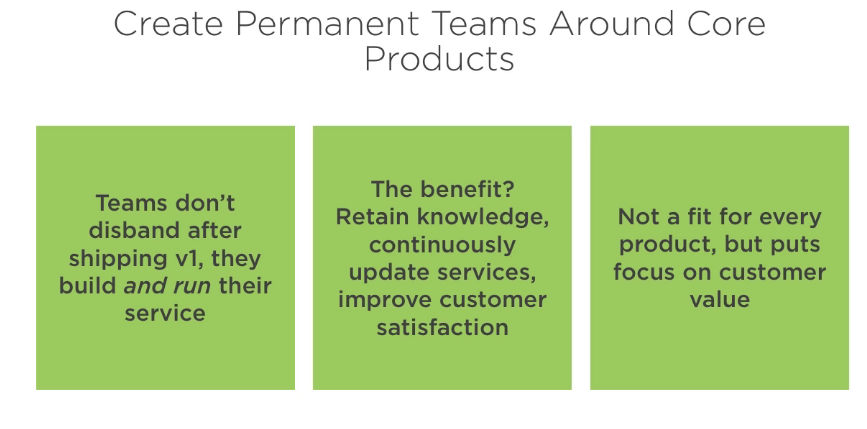 Create Permanent Teams Around Core
Products
Teams don’t
disband after
shipping v1, they
build and run their
service
The benefit?
Retain knowledge,
continuously
update services,
improve customer
satisfaction
Not a fit for every
product, but puts
focus on customer
value